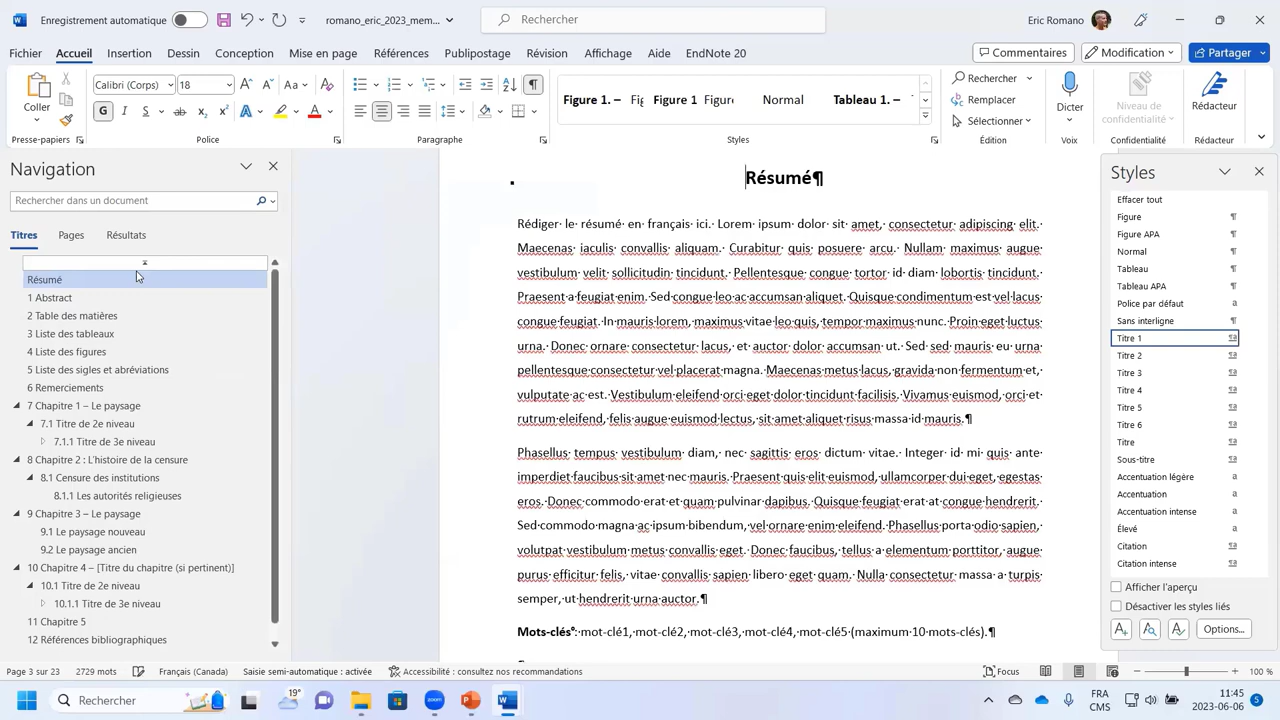 Enregistrement automatique
romano_eric_2023_mem...
Rechercher
Eric Romano
Fichier
Accueil
Insertion
Dessin
Conception
Mise en page
Références
Publipostage
Révision
Affichage
Aide
EndNote 20
Commentaires
Modification
Partager
Coller
Presse-papiers
Calibri (Corps)
18
Police
Paragraphe
Figure 1. –
Figure 1
Normal
Tableau 1. –
Styles
Rechercher
Remplacer
Sélectionner
Édition
Dicter
Voix
Niveau de
confidentialité
Confidentialité
Rédacteur
Rédacteur
Navigation
Rechercher dans un document
Titres
Pages
Résultats
Résumé
1 Abstract
2 Table des matières
3 Liste des tableaux
4 Liste des figures
5 Liste des sigles et abréviations
6 Remerciements
7 Chapitre 1 – Le paysage
7.1 Titre de 2e niveau
7.1.1 Titre de 3e niveau
8 Chapitre 2 : L'histoire de la censure
8.1 Censure des institutions
8.1.1 Les autorités religieuses
9 Chapitre 3 – Le paysage
9.1 Le paysage nouveau
9.2 Le paysage ancien
10 Chapitre 4 – [Titre du chapitre (si pertinent)]
10.1 Titre de 2e niveau
10.1.1 Titre de 3e niveau
11 Chapitre 5
12 Références bibliographiques
Résumé¶
Rédiger le résumé en français ici. Lorem ipsum dolor sit amet, consectetur adipiscing elit.
Maecenas iaculis convallis aliquam. Curabitur quis posuere arcu. Nullam maximus augue
vestibulum velit sollicitudin tincidunt. Pellentesque congue tortor id diam lobortis tincidunt.
Praesent a feugiat enim. Sed congue leo ac accumsan aliquet. Quisque condimentum est vel lacus
congue feugiat. In mauris lorem, maximus vitae leo quis, tempor maximus nunc. Proin eget luctus
urna. Donec ornare consectetur lacus, et auctor dolor accumsan ut. Sed sed mauris eu urna
pellentesque consectetur vel placerat magna. Maecenas metus lacus, gravida non fermentum et,
vulputate ac est. Vestibulum eleifend orci eget dolor tincidunt facilisis. Vivamus euismod, orci et
rutrum eleifend, felis augue euismod lectus, sit amet aliquet risus massa id mauris.¶
Phasellus tempus vestibulum diam, nec sagittis eros dictum vitae. Integer id mi quis ante
imperdiet faucibus sit amet neque mauris. Praesent quis elit euismod, ullamcorper dui eget, egestas
eros. Donec commodo erat et quam pulvinar dapibus. Quisque feugiat erat at congue hendrerit.
Sed commodo magna ac ipsum bibendum, vel ornare enim eleifend. Phasellus porta odio sapien,
volutpat vestibulum metus convallis eget. Donec faucibus, tellus a elementum porttitor, augue
purus efficitur felis, vitae convallis sapien libero eget quam. Nulla consectetur massa a turpis
semper, ut hendrerit urna auctor.¶
Mots-clés : mot-clé1, mot-clé2, mot-clé3, mot-clé4, mot-clé5 (maximum 10 mots-clés).¶
Styles
Effacer tout
Figure
Figure APA
Normal
Tableau
Tableau APA
Police par défaut
Sans interligne
Titre 1
Titre 2
Titre 3
Titre 4
Titre 5
Titre 6
Titre
Sous-titre
Accentuation légère
Accentuation
Accentuation intense
Élevé
Citation
Citation intense
Afficher l'aperçu
Désactiver les styles liés
Options...
Page 3 sur 23
2729 mots
Français (Canada)
Saisie semi-automatique : activée
Accessibilité : consultez nos recommandations
Focus
100 %
Rechercher
19°
FRA
CMS
11:45
2023-06-06
5